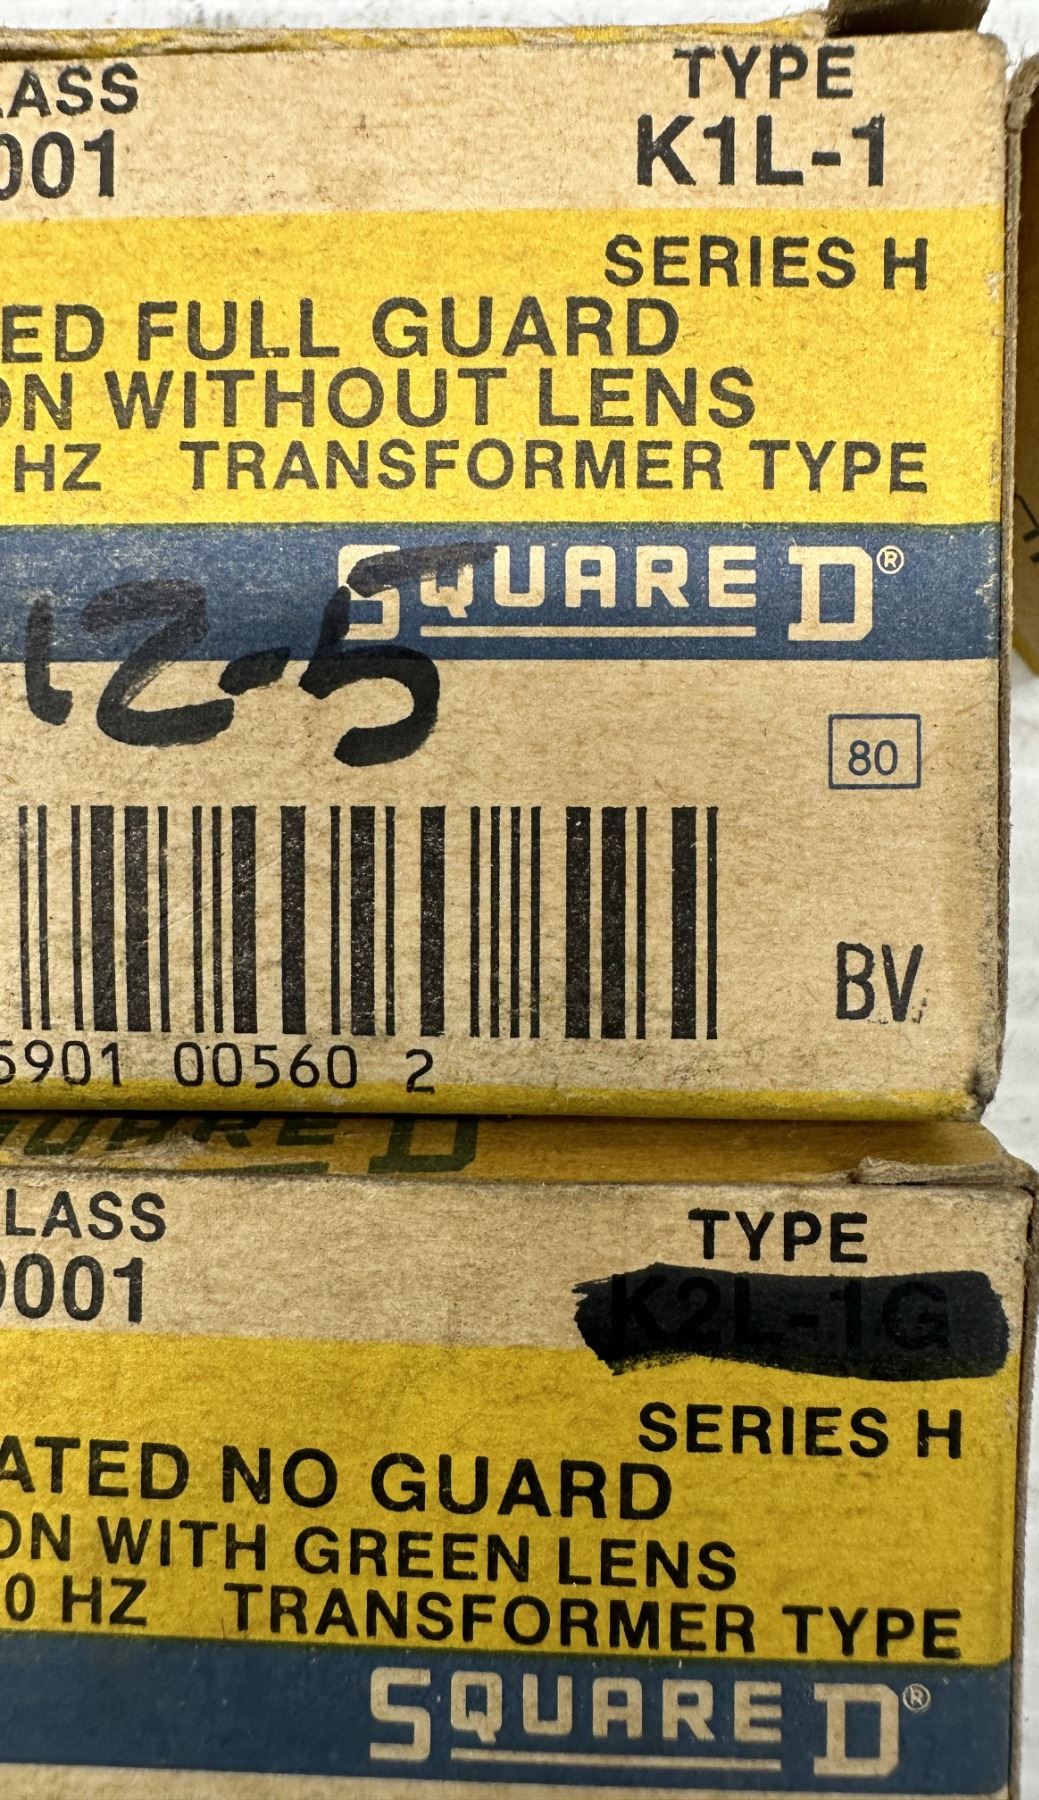 LASS TYPE
001 K1L-1
SERIES H
ED FULL GUARD
ON WITHOUT LENS
HZ TRANSFORMER TYPE
SQUARE D®
12-5
80
BV
5901 00560 2
SQUARE D
LASS TYPE
9001 K2L-1G
SERIES H
ATED NO GUARD
ON WITH GREEN LENS
0 HZ TRANSFORMER TYPE
SQUARE D®